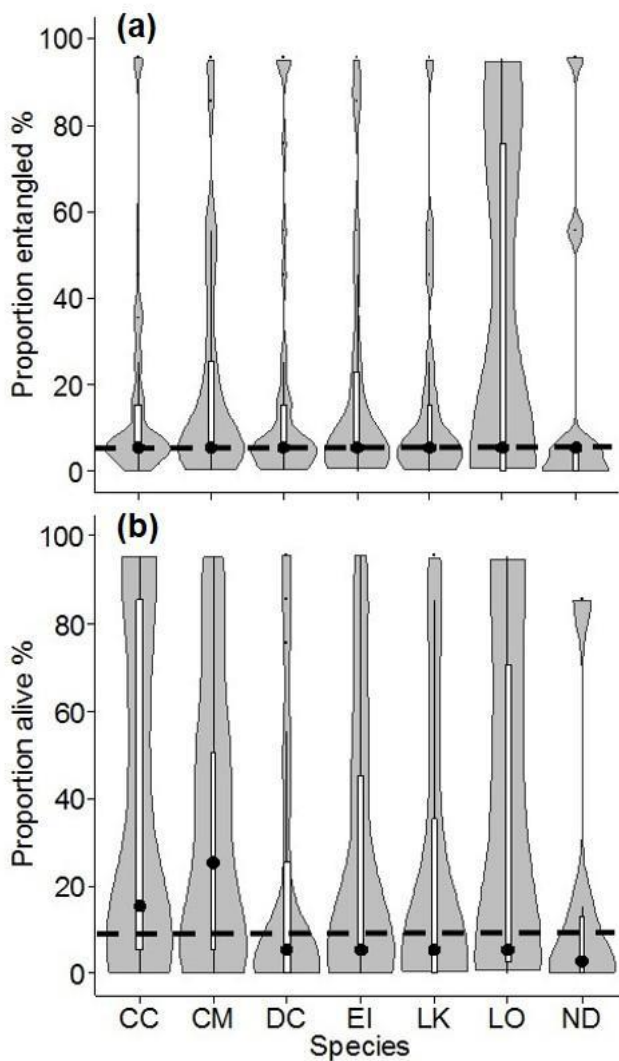 (a)
Proportion entangled %
100
80
60
40
20
0
(b)
Proportion alive %
100
80
60
40
20
0
CC CM DC EI LK LO ND
Species